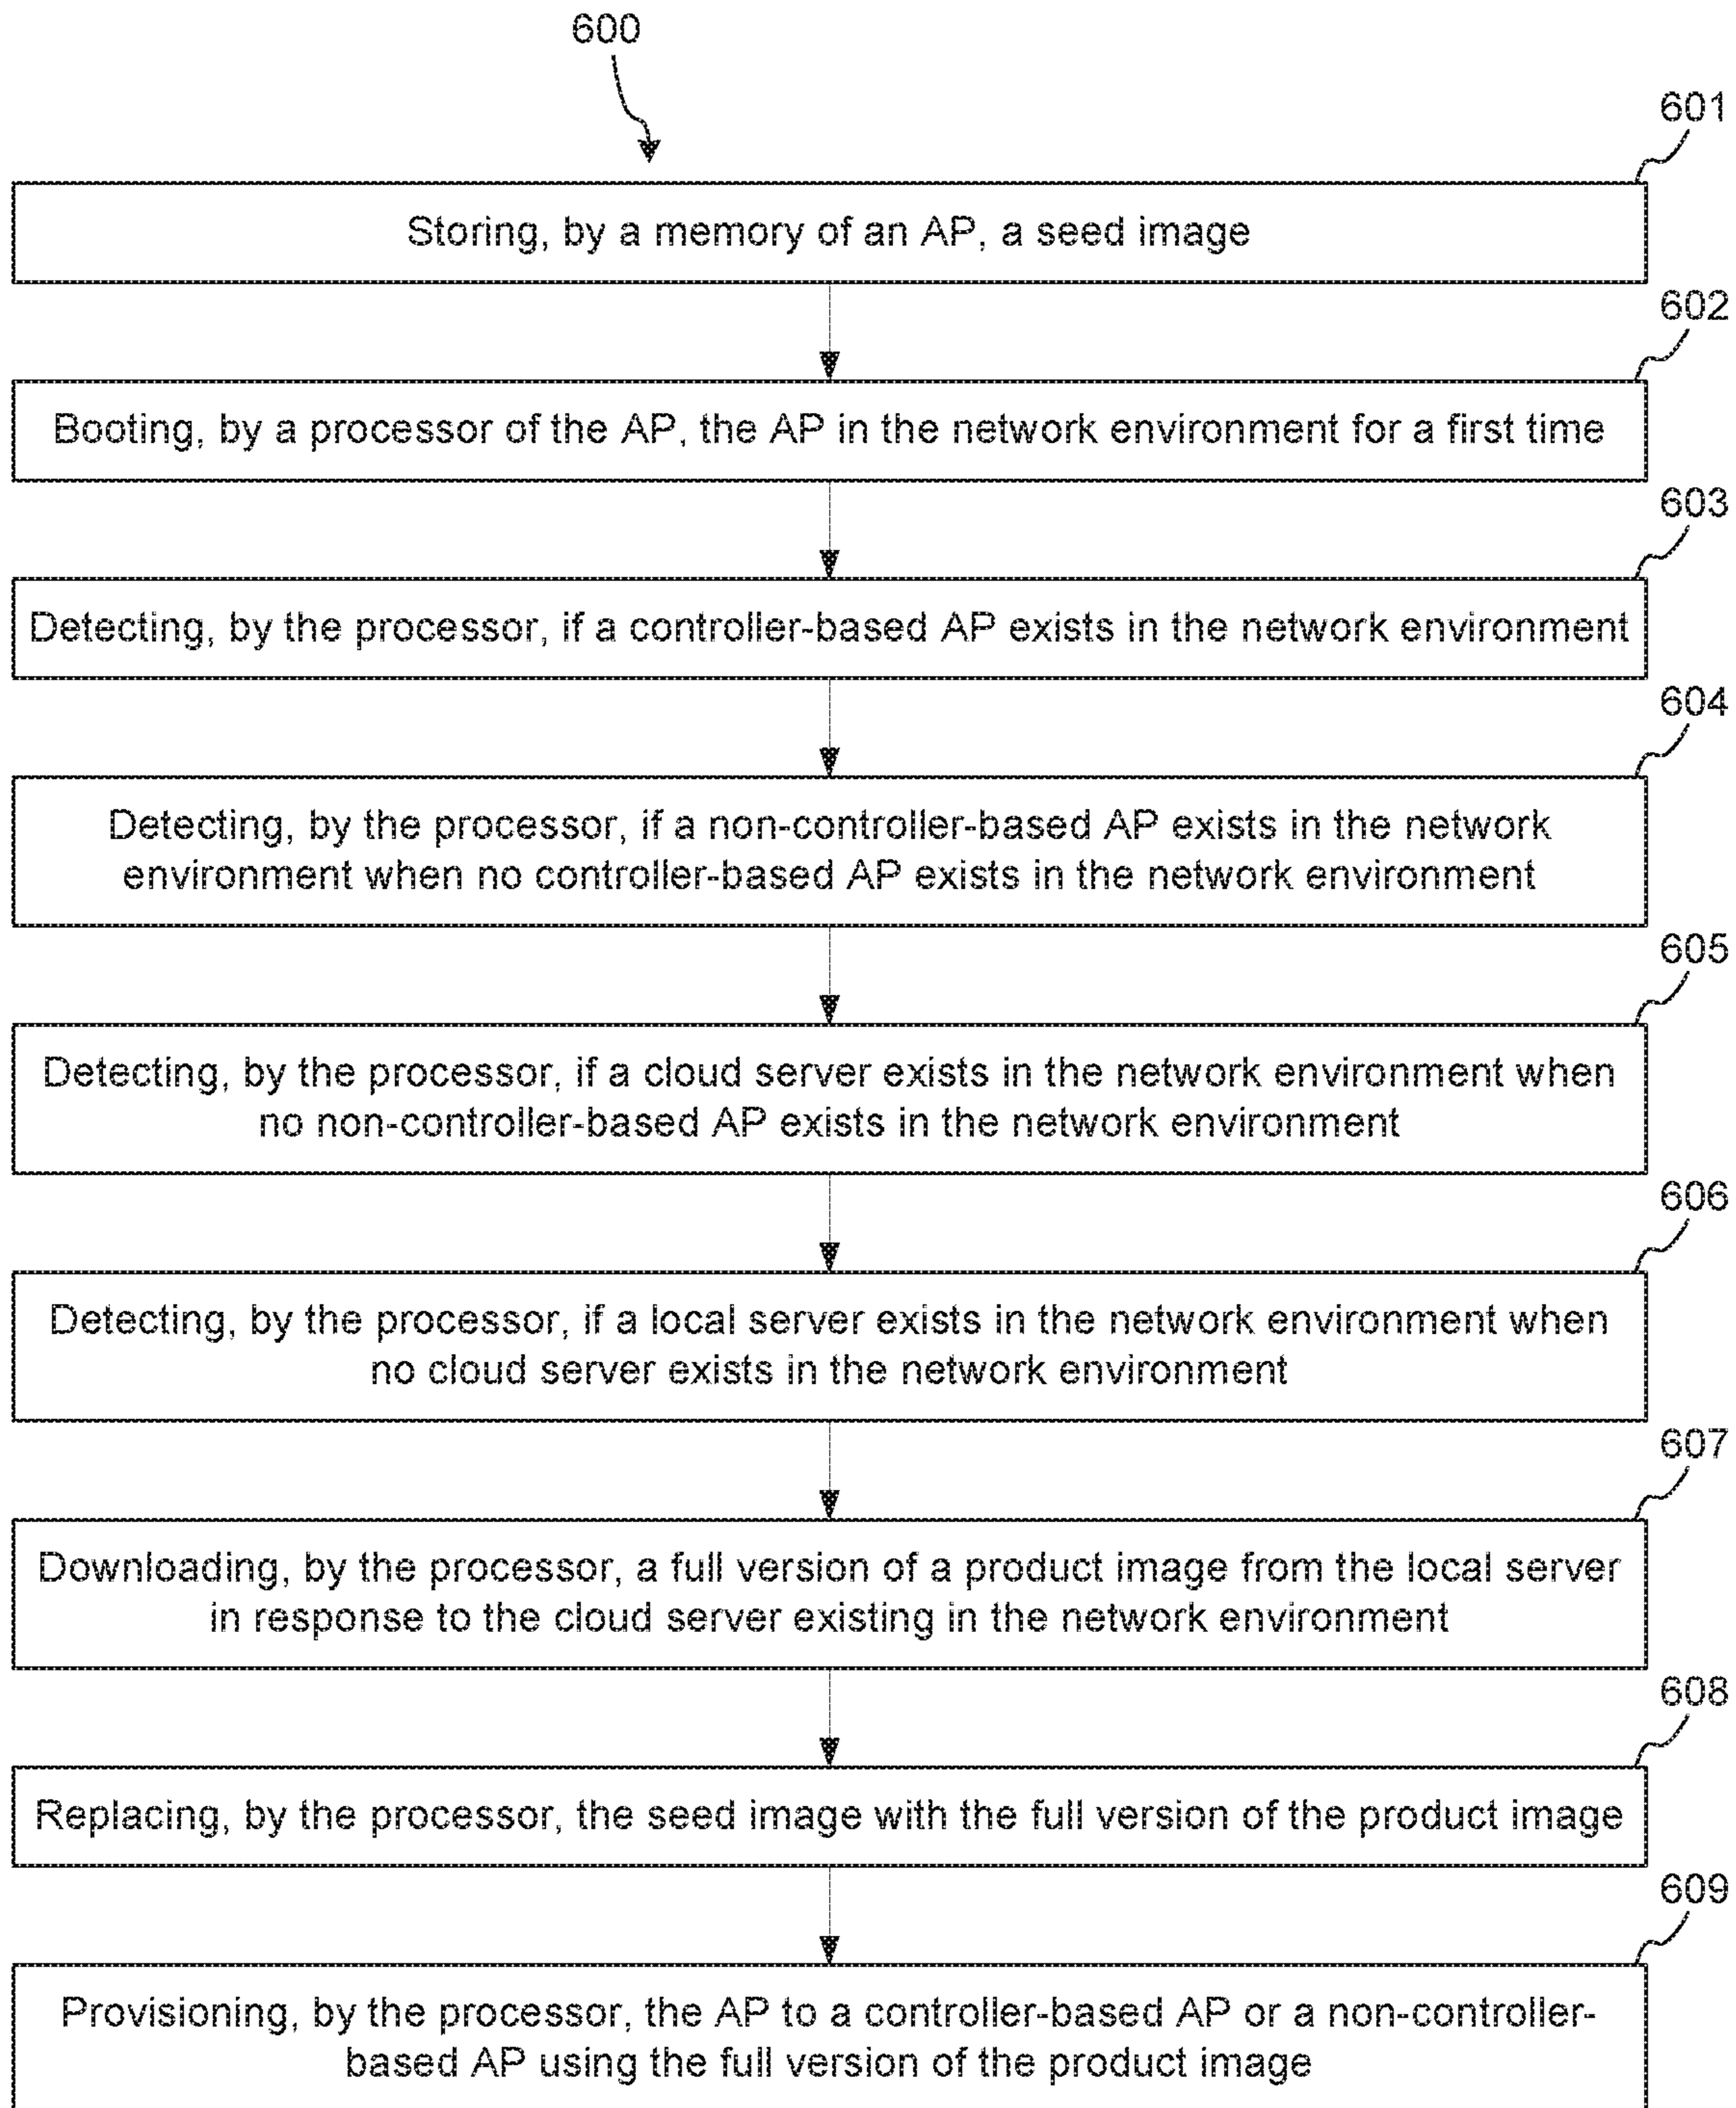 600
601
Storing, by a memory of an AP, a seed image
602
Booting, by a processor of the AP, the AP in the network environment for a first time
603
Detecting, by the processor, if a controller-based AP exists in the network environment
604
Detecting, by the processor, if a non-controller-based AP exists in the network
environment when no controller-based AP exists in the network environment
605
Detecting, by the processor, if a cloud server exists in the network environment when
no non-controller-based AP exists in the network environment
606
Detecting, by the processor, if a local server exists in the network environment when
no cloud server exists in the network environment
607
Downloading, by the processor, a full version of a product image from the local server
in response to the cloud server existing in the network environment
608
Replacing, by the processor, the seed image with the full version of the product image
609
Provisioning, by the processor, the AP to a controller-based AP or a non-controller-
based AP using the full version of the product image